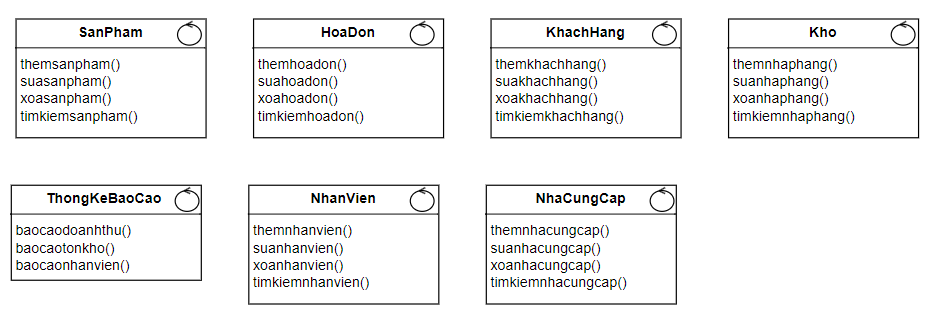 SanPham
themsanpham()
suasanpham()
xoasanpham()
timkiemsanpham()
HoaDon
themhoadon()
suahoadon()
xoahoadon()
timkiemhoadon()
KhachHang
themkhachhang()
suakhachhang()
xoakhachhang()
timkiemkhachhang()
Kho
themnhaphang()
suanhaphang()
xoanhaphang()
timkiemnhaphang()
ThongKeBaoCao
baocaodoanhthu()
baocaotonkho()
baocaonhanvien()
NhanVien
themnhanvien()
suanhanvien()
xoanhanvien()
timkiemnhanvien()
NhaCungCap
themnhacungcap()
suanhacungcap()
xoanhacungcap()
timkiemnhacungcap()